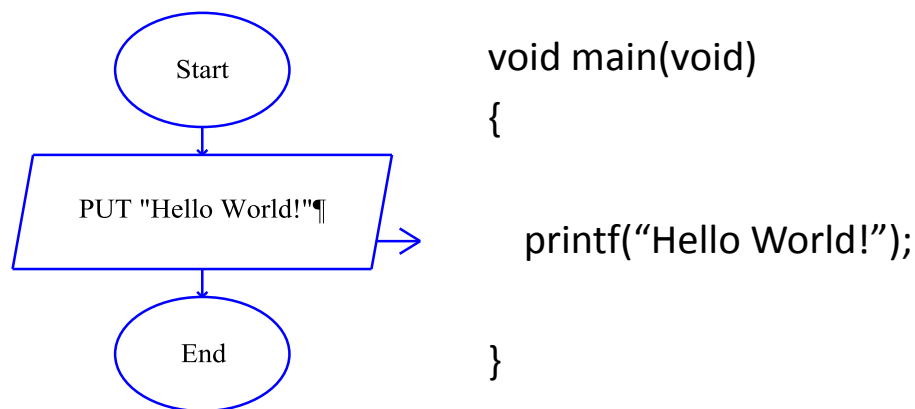 Start
PUT "Hello World!"¶
End
void main(void)
{
printf(“Hello World!”);
}